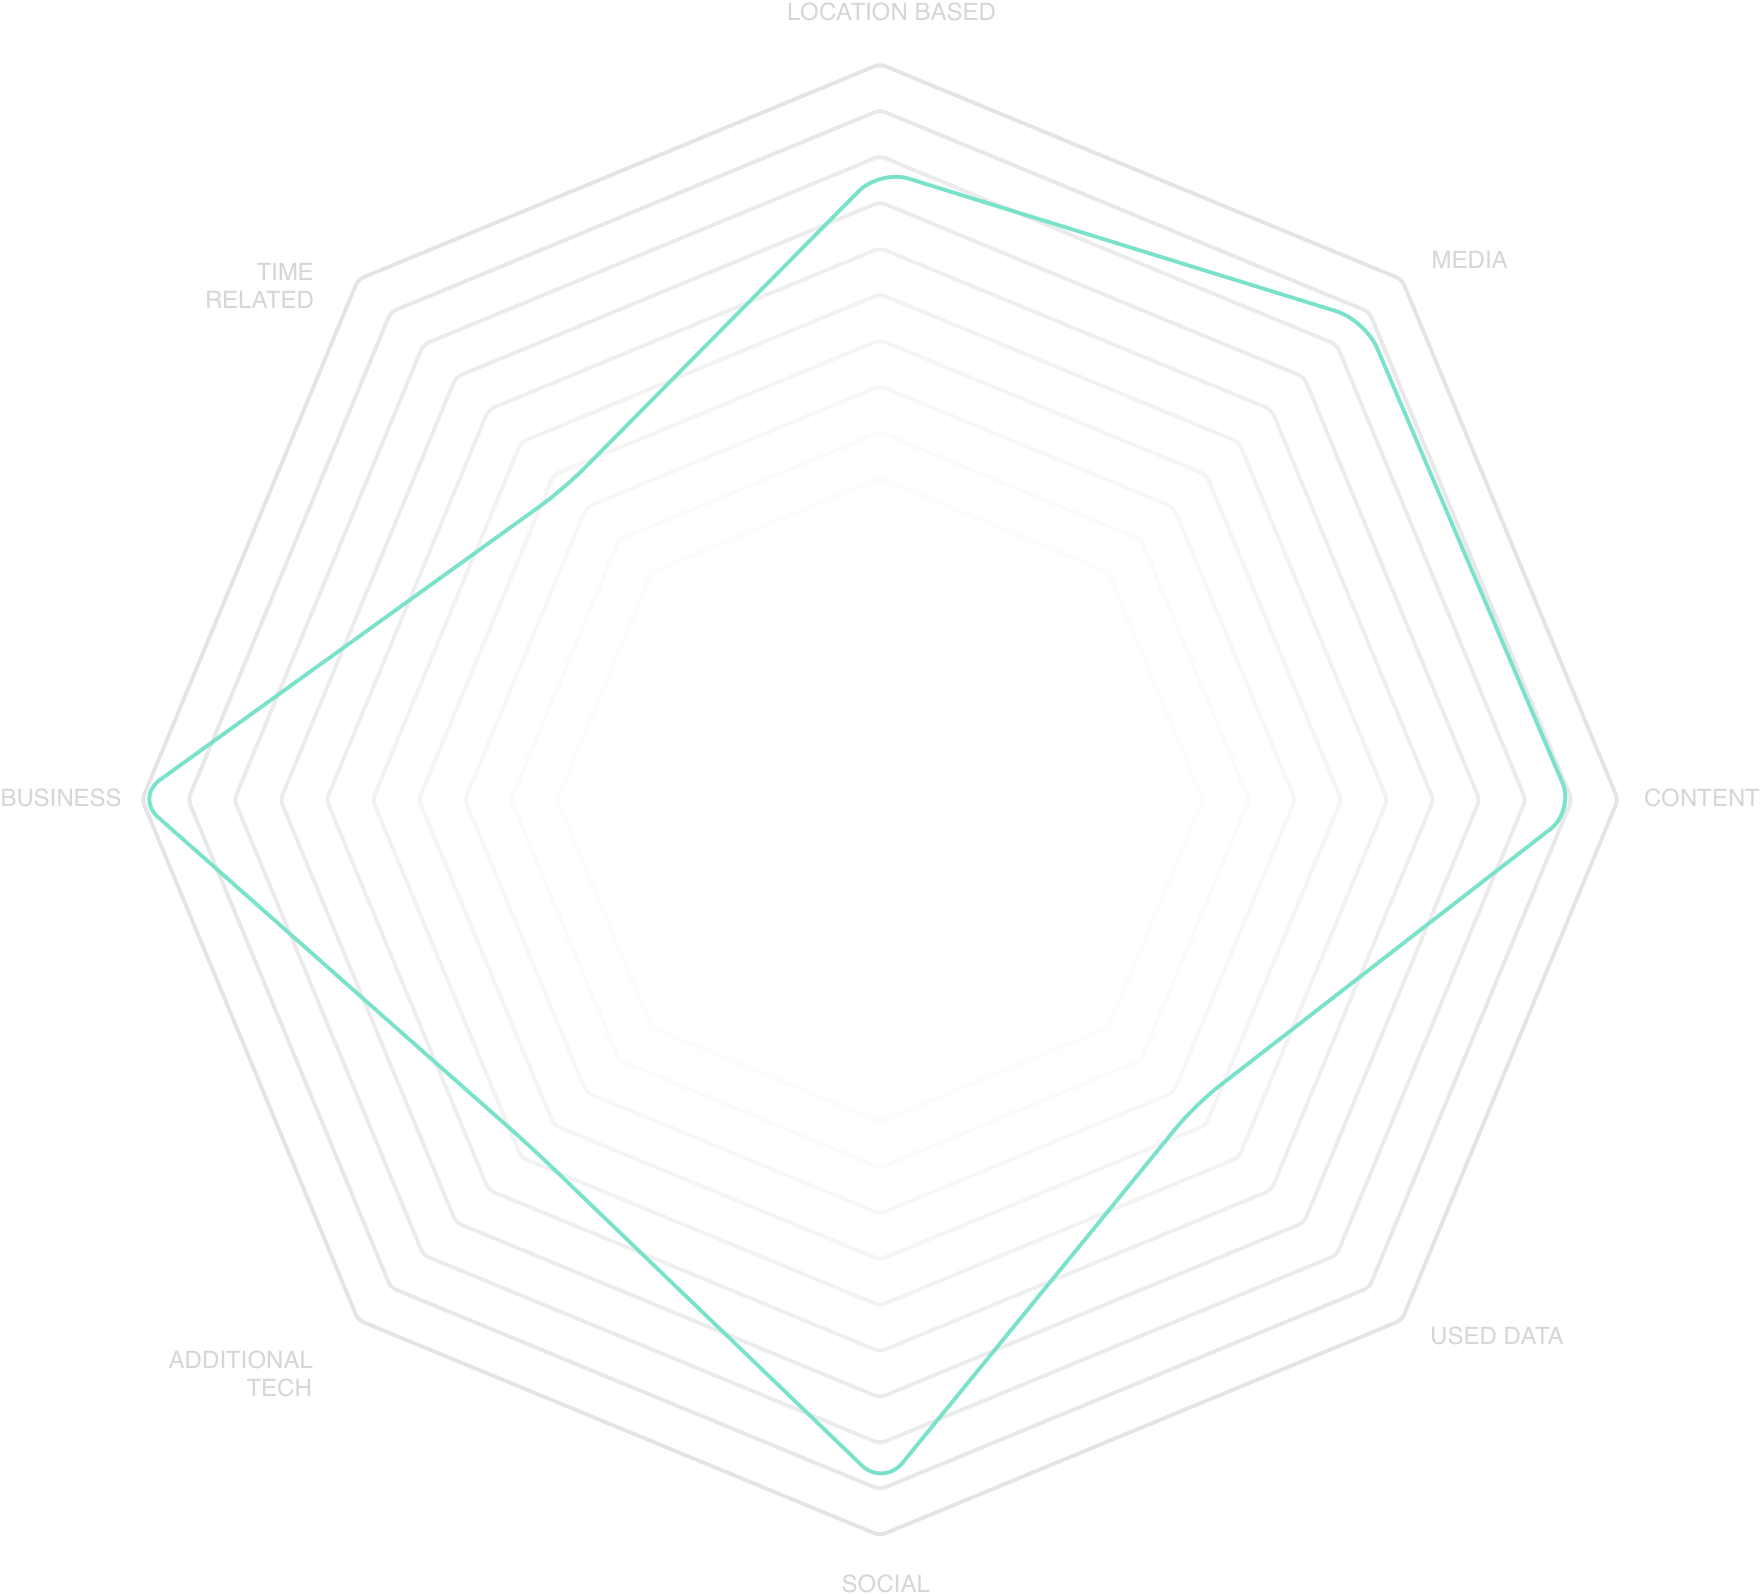 LOCATION BASED
MEDIA
TIME
RELATED
BUSINESS
CONTENT
USED DATA
ADDITIONAL
TECH
SOCIAL